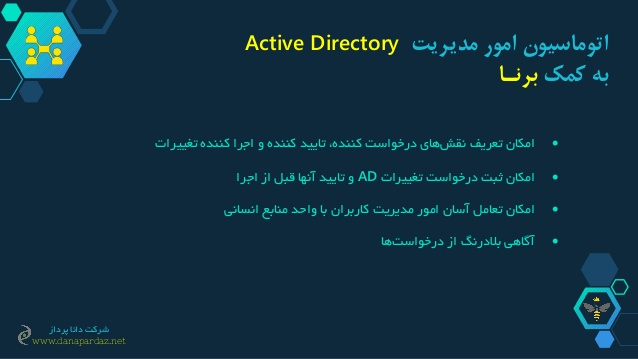 اتوماسیون امور مدیریت Active Directory
به کمک برنــا
• امکان تعریف نقش‌های درخواست کننده، تایید کننده و اجرا کننده تغییرات
• امکان ثبت درخواست تغییرات AD و تایید آنها قبل از اجرا
• امکان تعامل آسان امور مدیریت کاربران با واحد منابع انسانی
• آگاهی بلادرنگ از درخواست‌ها
شرکت دانا پرداز
www.danapardaz.net